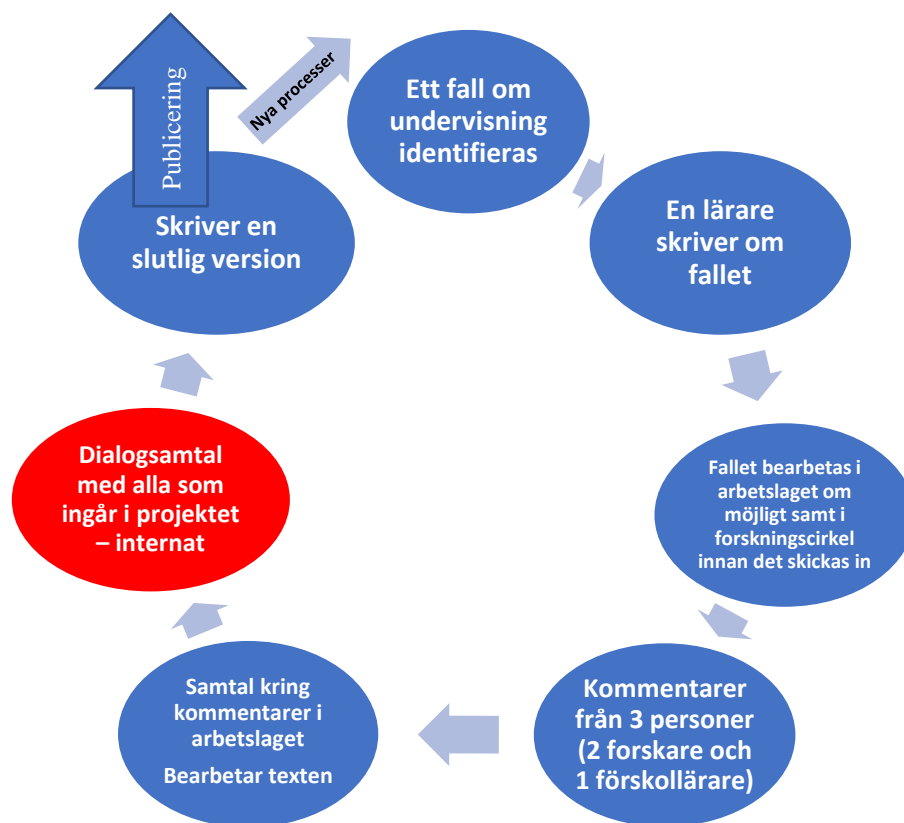 Publicering
Nya processer
Ett fall om
undervisning
identifieras
En lärare
skriver om
fallet
Fallet bearbetas i
arbetslaget om
möjligt samt i
forskningscirkel
innan det skickas in
Kommentarer
från 3 personer
(2 forskare och
1 förskollärare)
Samtal kring
kommentarer i
arbetslaget
Bearbetar texten
Dialogsamtal
med alla som
ingår i projektet
– internat
Skriver en
slutlig version